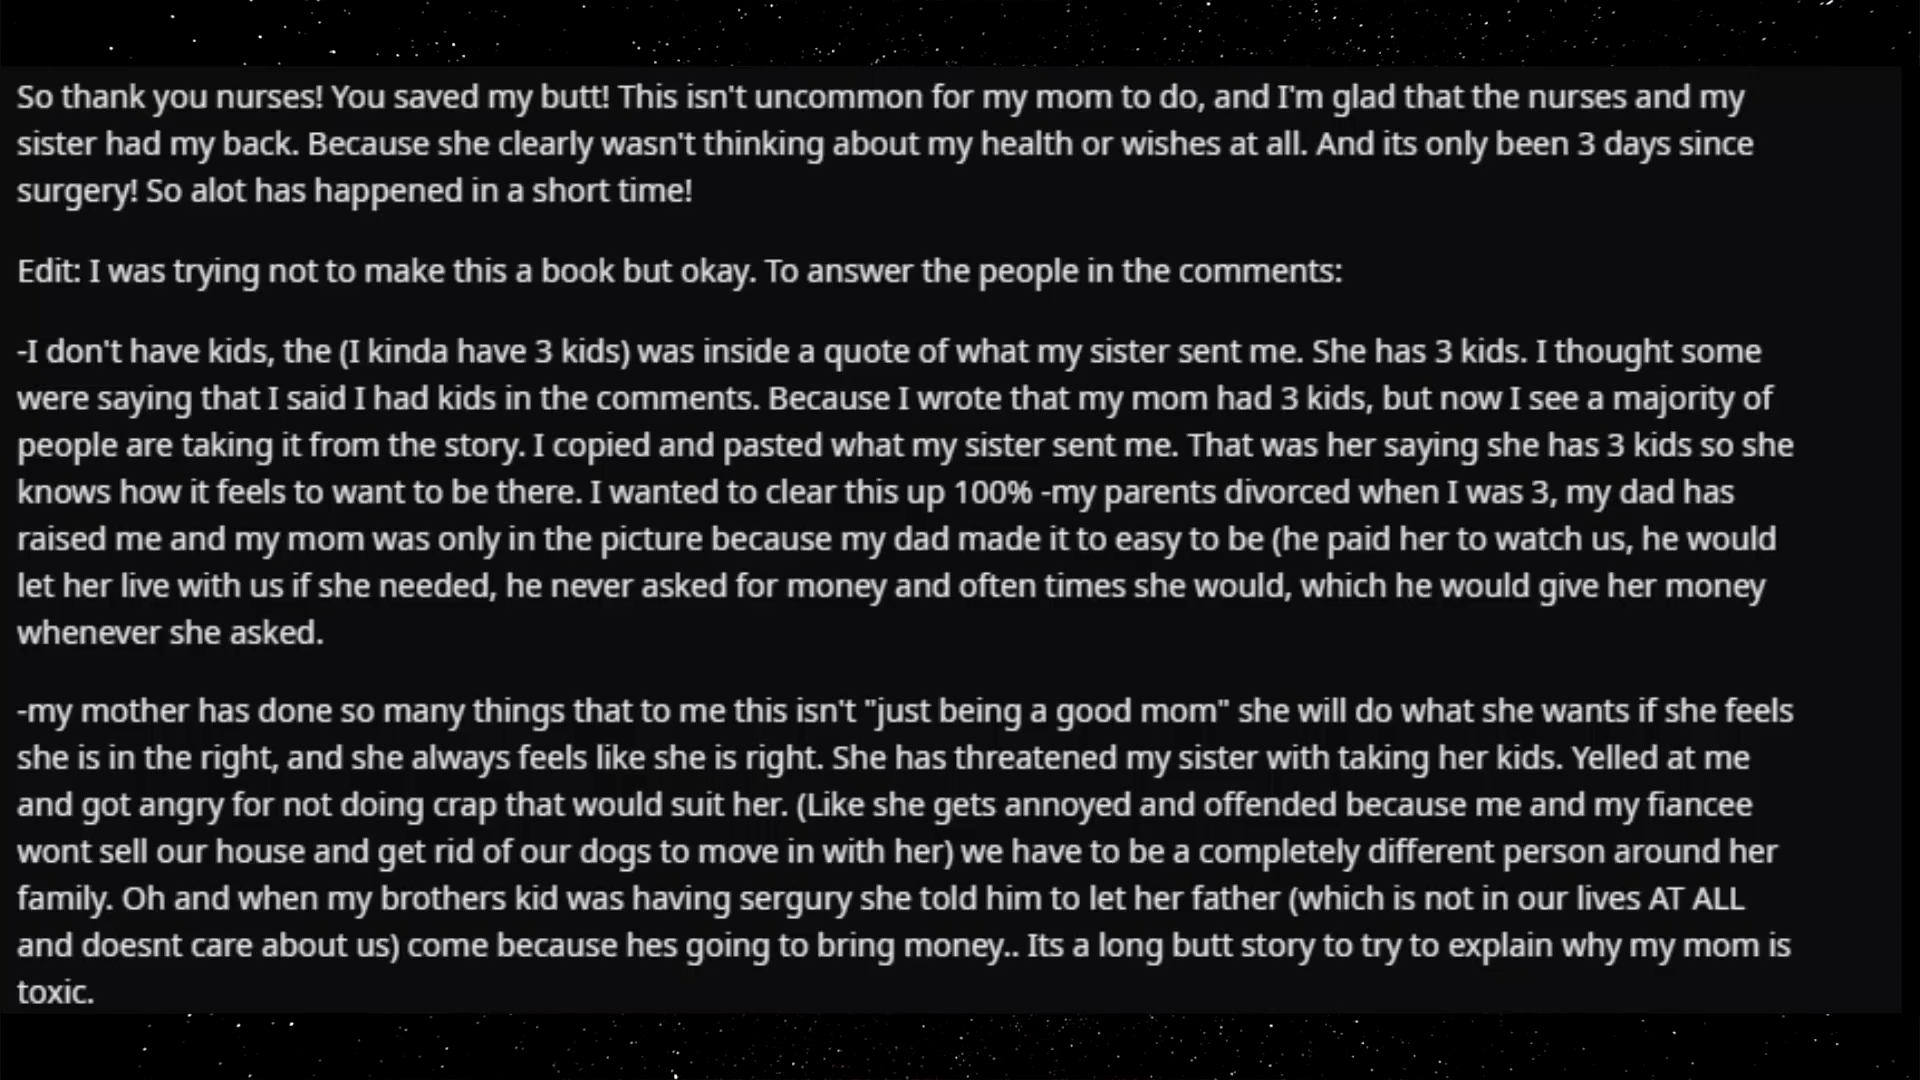 So thank you nurses! You saved my butt! This isn't uncommon for my mom to do, and I'm glad that the nurses and my
sister had my back. Because she clearly wasn't thinking about my health or wishes at all. And its only been 3 days since
surgery! So alot has happened in a short time!
Edit: I was trying not to make this a book but okay. To answer the people in the comments:
-I don't have kids, the (I kinda have 3 kids) was inside a quote of what my sister sent me. She has 3 kids. I thought some
were saying that I said I had kids in the comments. Because I wrote that my mom had 3 kids, but now I see a majority of
people are taking it from the story. I copied and pasted what my sister sent me. That was her saying she has 3 kids so she
knows how it feels to want to be there. I wanted to clear this up 100% -my parents divorced when I was 3, my dad has
raised me and my mom was only in the picture because my dad made it to easy to be (he paid her to watch us, he would
let her live with us if she needed, he never asked for money and often times she would, which he would give her money
whenever she asked.
-my mother has done so many things that to me this isn't "just being a good mom" she will do what she wants if she feels
she is in the right, and she always feels like she is right. She has threatened my sister with taking her kids. Yelled at me
and got angry for not doing crap that would suit her. (Like she gets annoyed and offended because me and my fiancee
wont sell our house and get rid of our dogs to move in with her) we have to be a completely different person around her
family. Oh and when my brothers kid was having sergury she told him to let her father (which is not in our lives AT ALL
and doesnt care about us) come because hes going to bring money.. Its a long butt story to try to explain why my mom is
toxic.